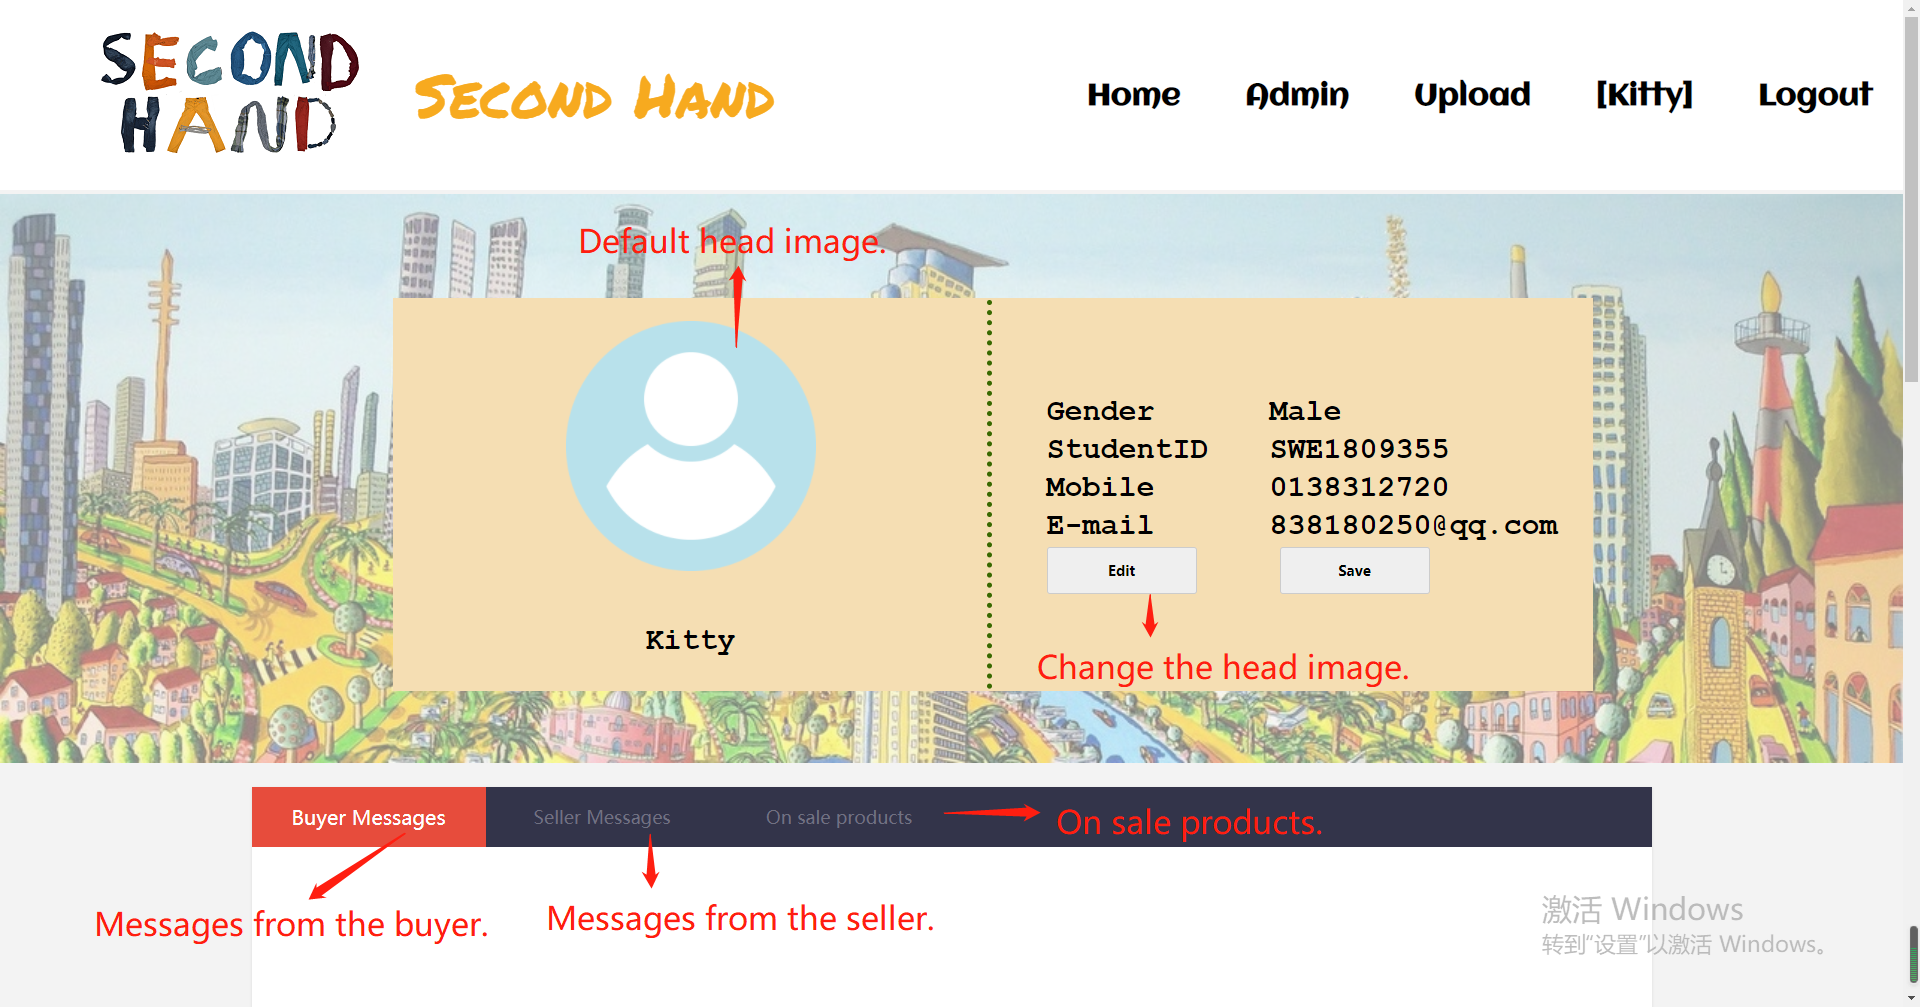 SECOND
HAND
Second Hand
Home Admin Upload [Kitty] Logout
Default head image.
Gender Male
StudentID SWE1809355
Mobile 0138312720
E-mail 838180250@qq.com
Edit Save
Kitty
Change the head image.
Buyer Messages Seller Messages On sale products
On sale products.
Messages from the buyer.
Messages from the seller.
激活 Windows
转到“设置”以激活 Windows。